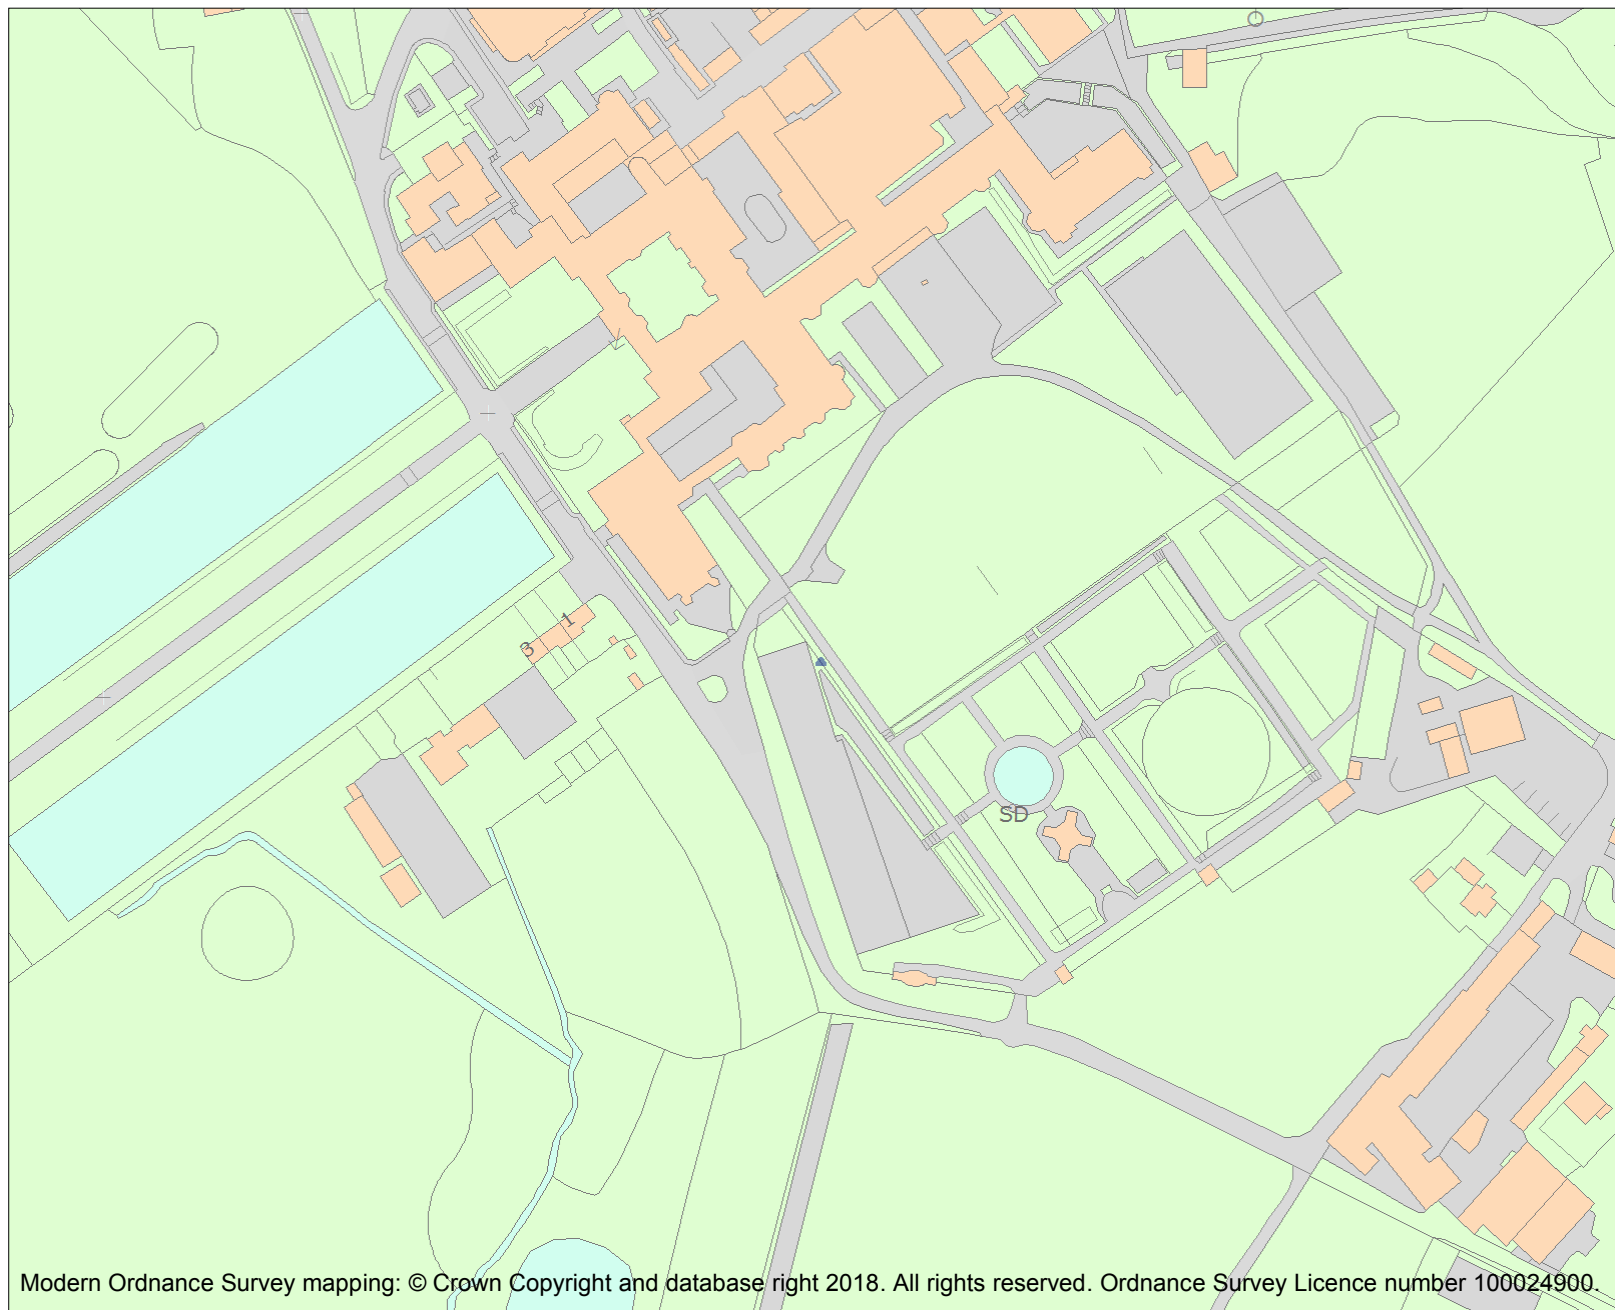 1
3
SD
Modern Ordnance Survey mapping: © Crown Copyright and database right 2018. All rights reserved. Ordnance Survey Licence number 100024900.